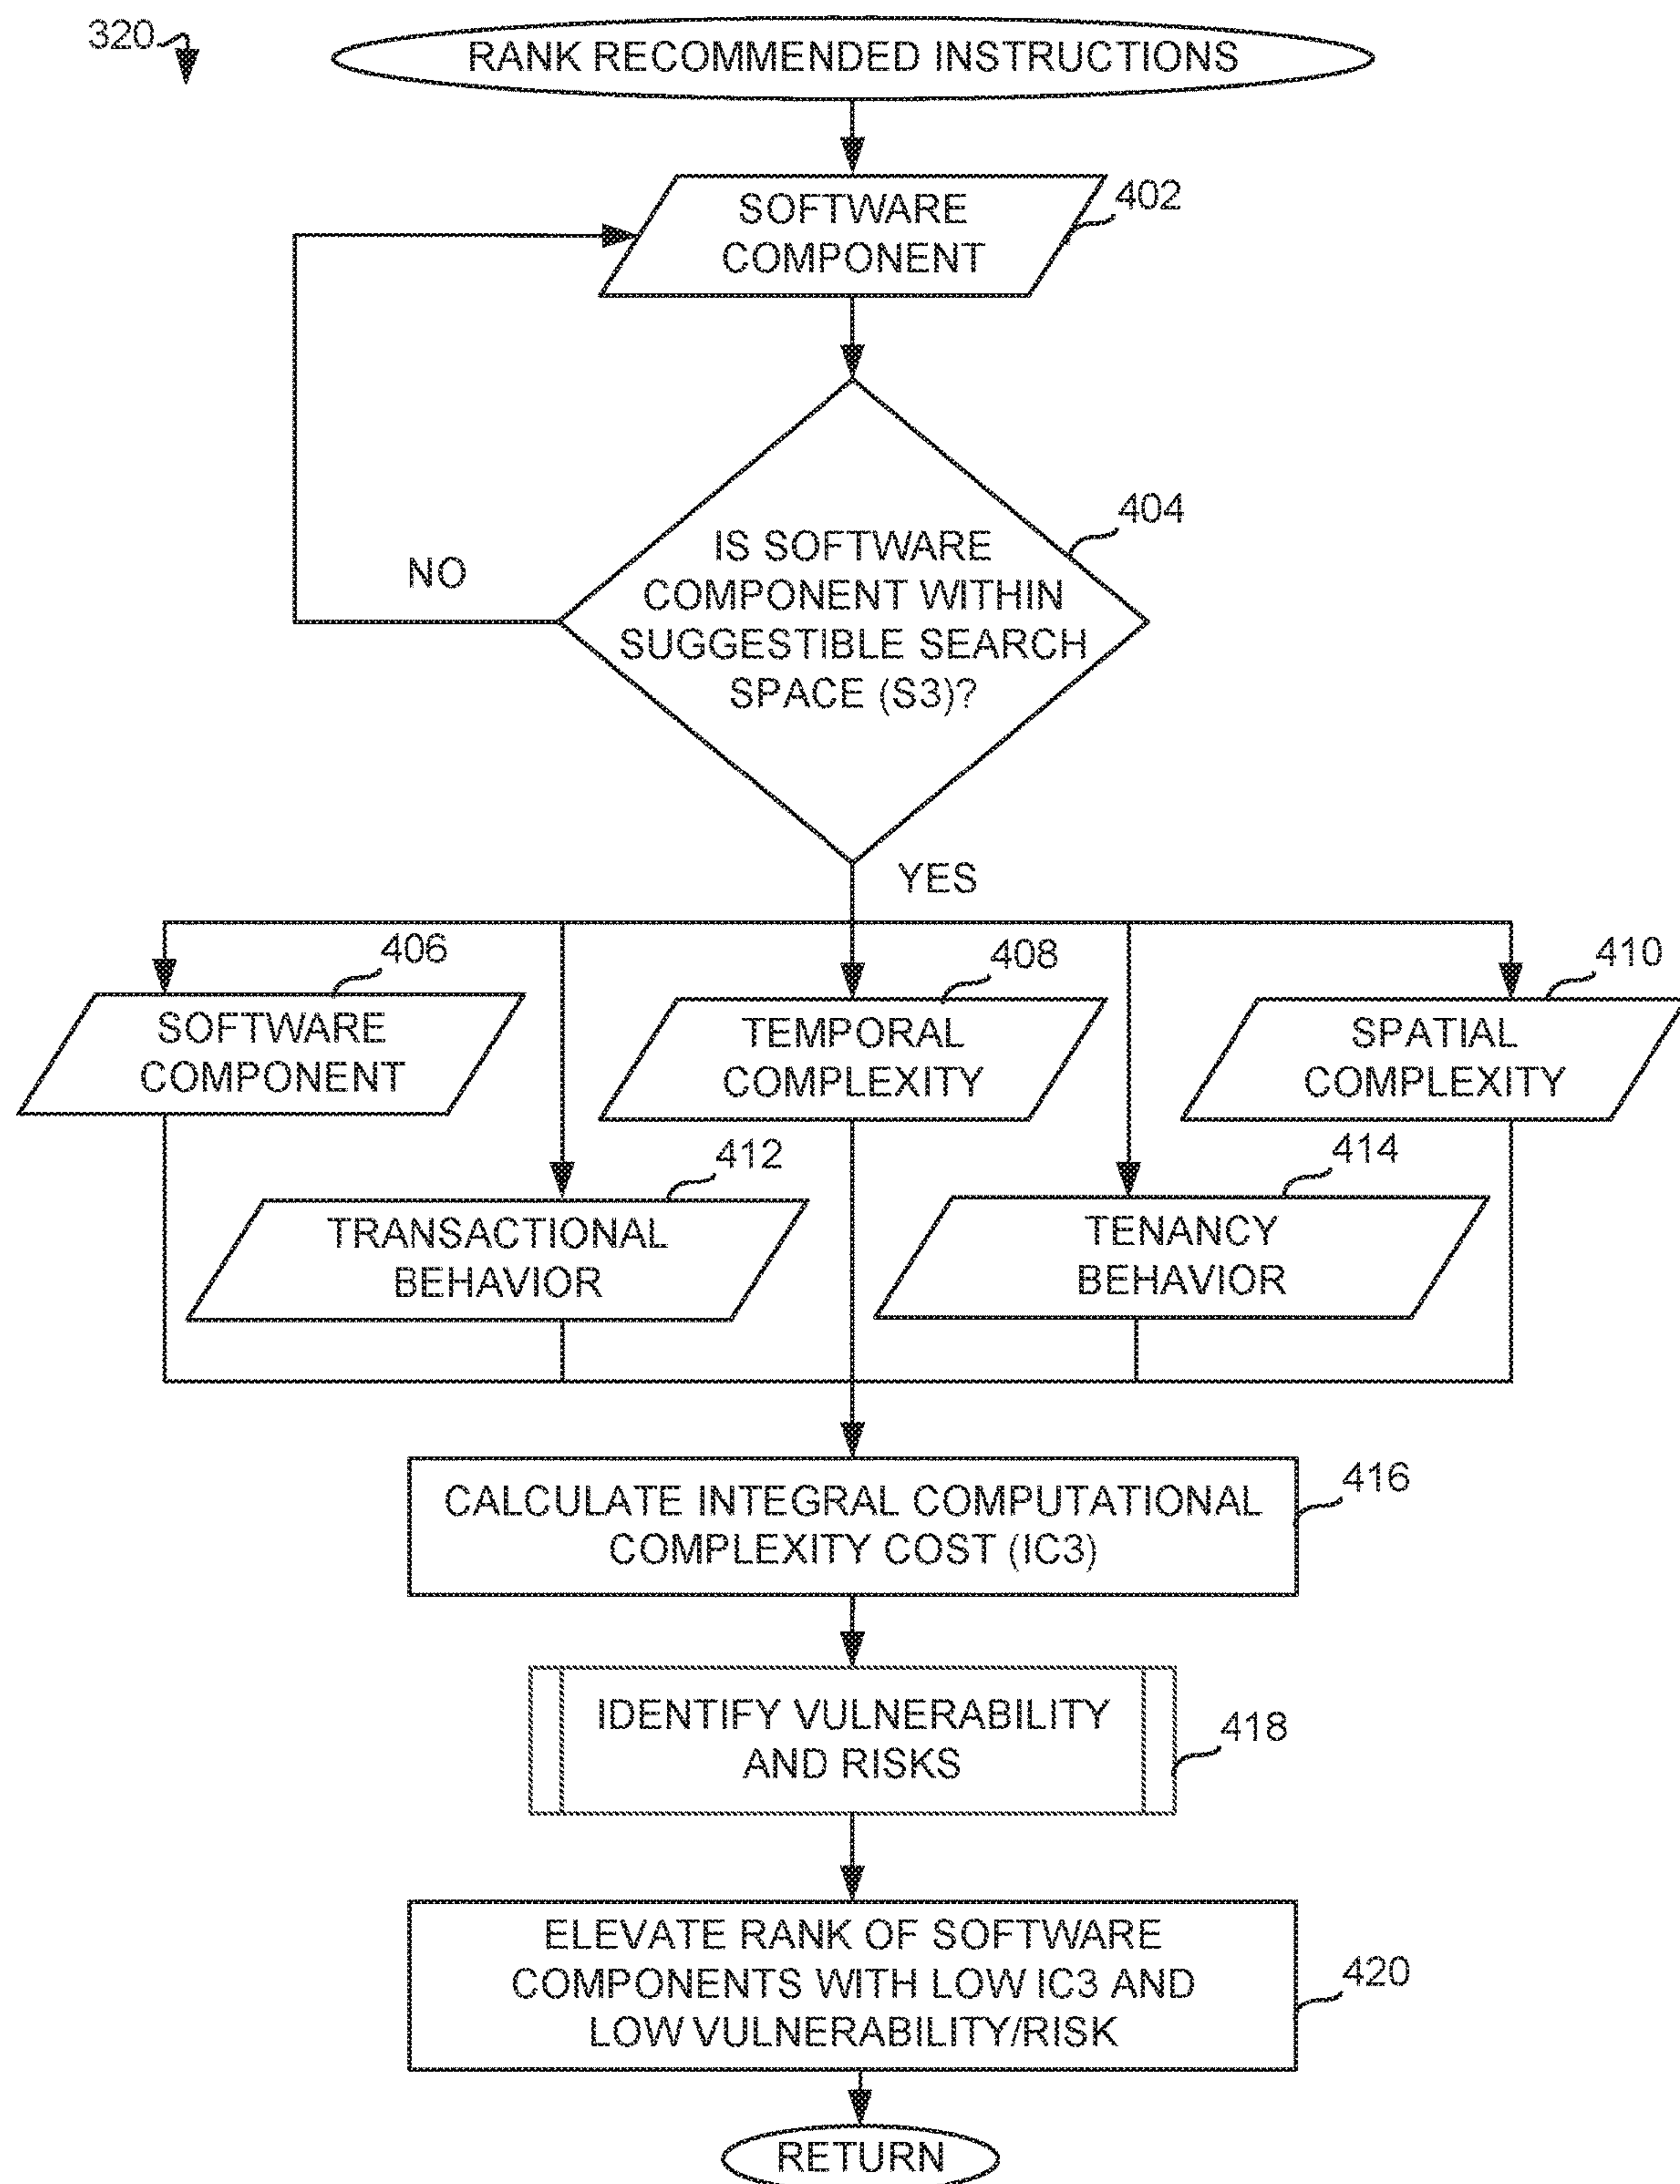 320
RANK RECOMMENDED INSTRUCTIONS
SOFTWARE
COMPONENT
402
IS SOFTWARE
COMPONENT WITHIN
SUGGESTIBLE SEARCH
SPACE (S3)?
404
NO
YES
SOFTWARE
COMPONENT
406
TEMPORAL
COMPLEXITY
408
SPATIAL
COMPLEXITY
410
TRANSACTIONAL
BEHAVIOR
412
TENANCY
BEHAVIOR
414
CALCULATE INTEGRAL COMPUTATIONAL
COMPLEXITY COST (IC3)
416
IDENTIFY VULNERABILITY
AND RISKS
418
ELEVATE RANK OF SOFTWARE
COMPONENTS WITH LOW IC3 AND
LOW VULNERABILITY/RISK
420
RETURN